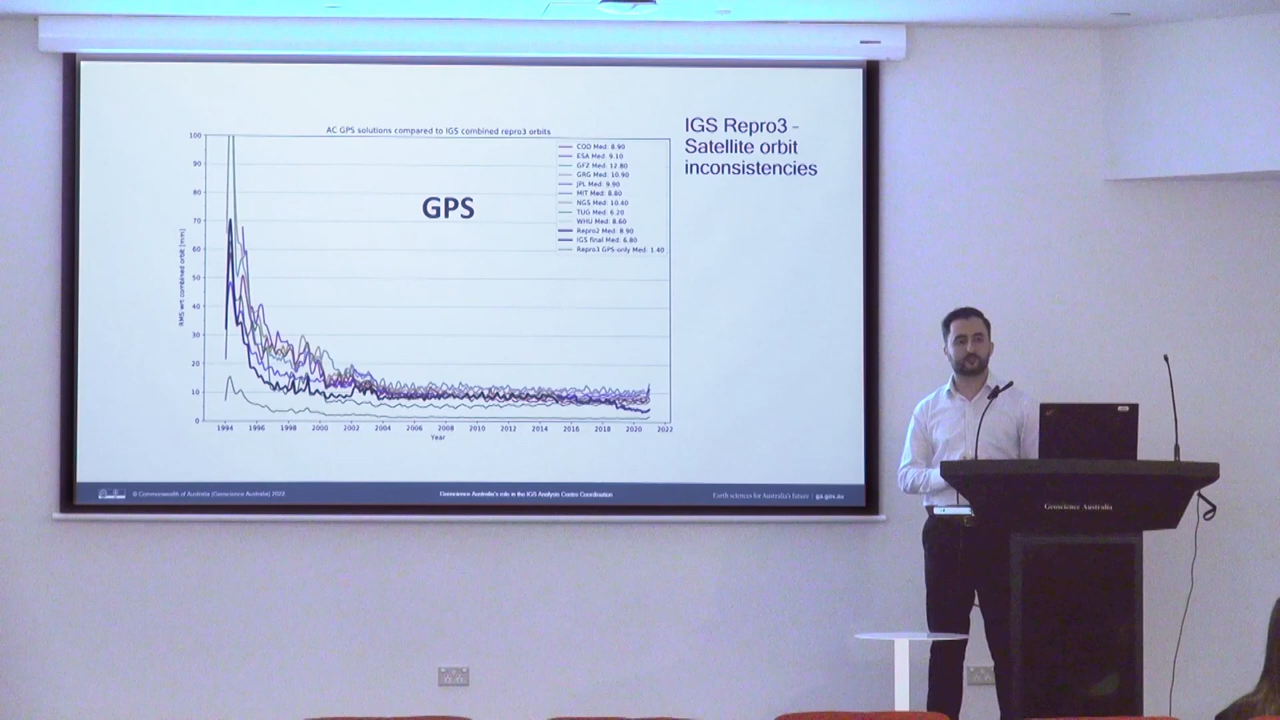 AC GPS solutions compared to IGS combined repro3 orbits
IGS Repro3 -
Satellite orbit
inconsistencies
GPS
COD Med: 8.90
ESA Med: 9.10
GFZ Med: 12.80
GRG Med: 10.90
JPL Med: 9.90
MIT Med: 8.80
NGS Med: 10.40
TUG Med: 6.20
WHU Med: 8.60
Repro2 Med: 8.90
IGS final Med: 6.80
Repro3 GPS-only Med: 1.40
RMS wrt combined orbit [mm]
100
90
80
70
60
50
40
30
20
10
0
1994 1996 1998 2000 2002 2004 2006 2008 2010 2012 2014 2016 2018 2020 2022
Year
© Commonwealth of Australia (Geoscience Australia) 2022
Geoscience Australia's role in the IGS Analysis Centre Coordination
Earth sciences for Australia's future | ga.gov.au
Geoscience Australia